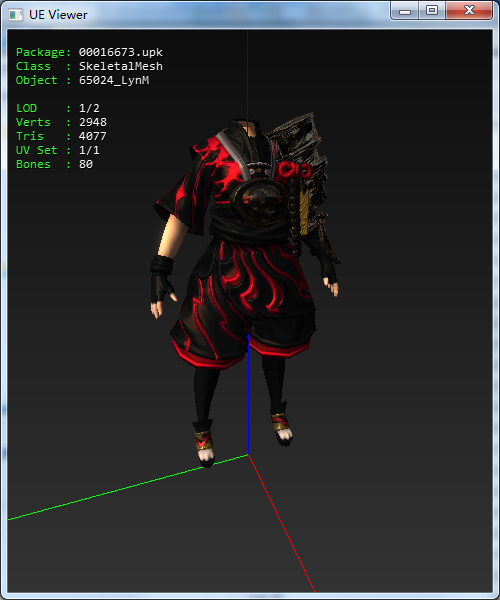 UE Viewer
Package: 00016673.upk
Class : SkeletalMesh
Object : 65024_LynM
LOD : 1/2
Verts : 2948
Tris : 4077
UV Set : 1/1
Bones : 80